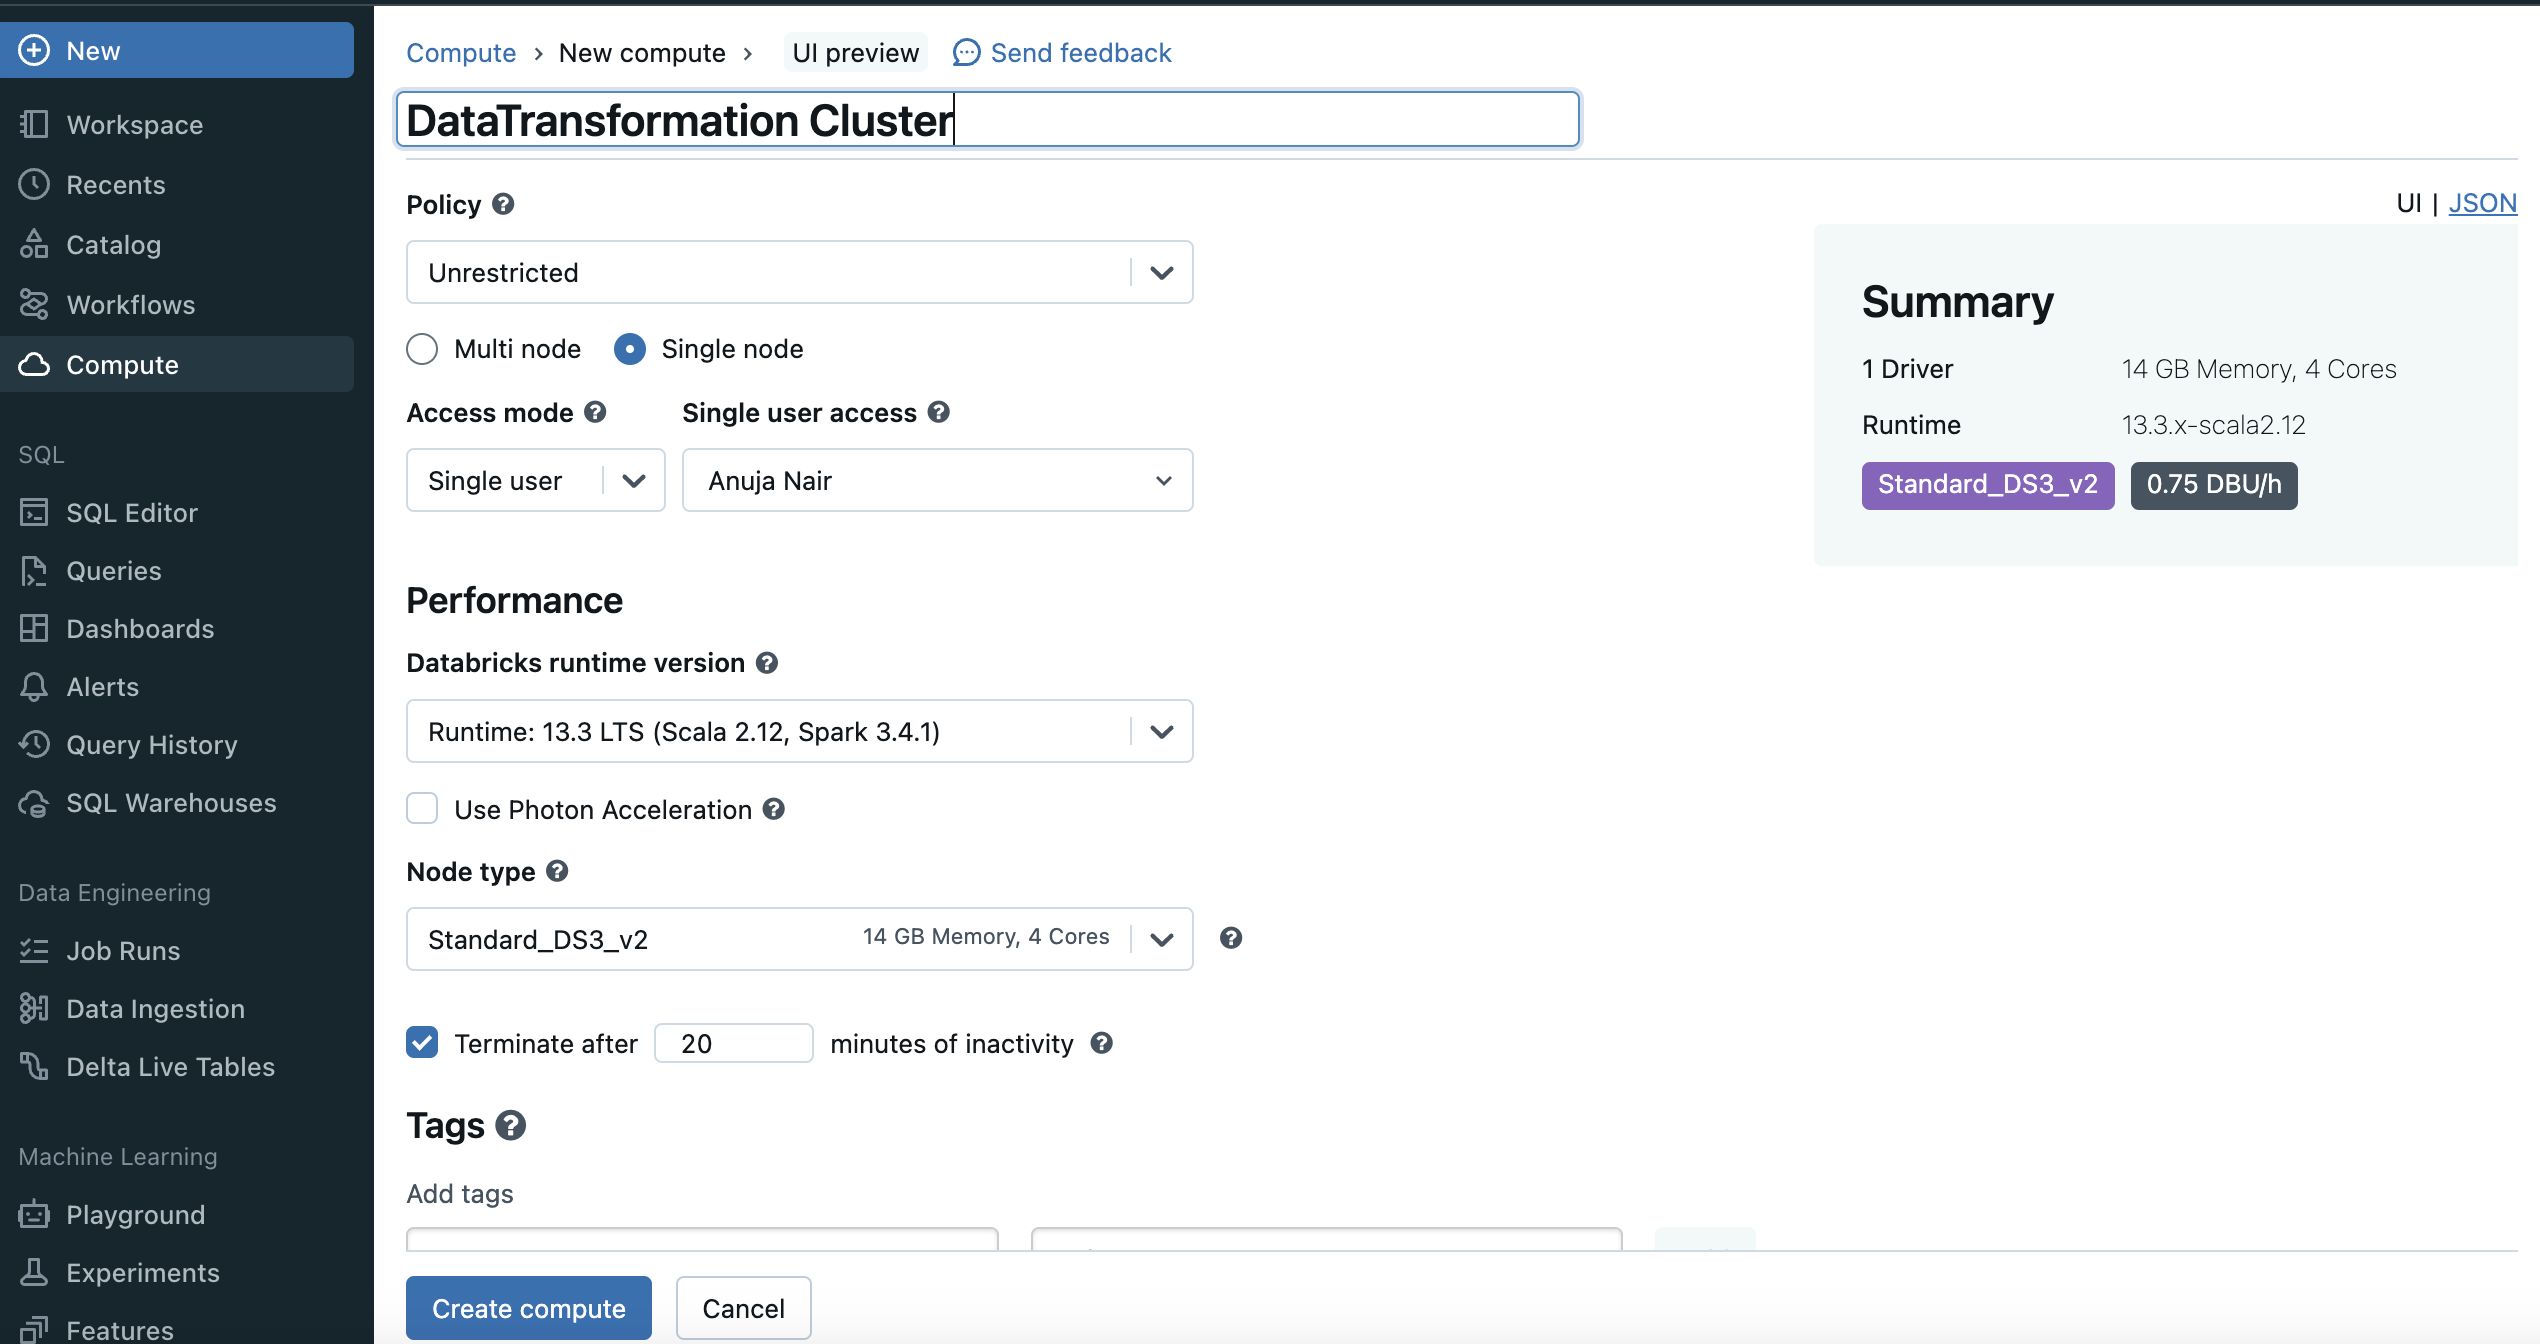 New
Workspace
Recents
Catalog
Workflows
Compute
SQL
SQL Editor
Queries
Dashboards
Alerts
Query History
SQL Warehouses
Data Engineering
Job Runs
Data Ingestion
Delta Live Tables
Machine Learning
Playground
Experiments
Features
Compute > New compute > UI preview Send feedback
DataTransformation Cluster
Policy
UI | JSON
Unrestricted
Multi node Single node
Access mode Single user access
Single user Anuja Nair
Summary
1 Driver 14 GB Memory, 4 Cores
Runtime 13.3.x-scala2.12
Standard_DS3_v2 0.75 DBU/h
Performance
Databricks runtime version
Runtime: 13.3 LTS (Scala 2.12, Spark 3.4.1)
Use Photon Acceleration
Node type
Standard_DS3_v2 14 GB Memory, 4 Cores
Terminate after 20 minutes of inactivity
Tags
Add tags
Create compute Cancel